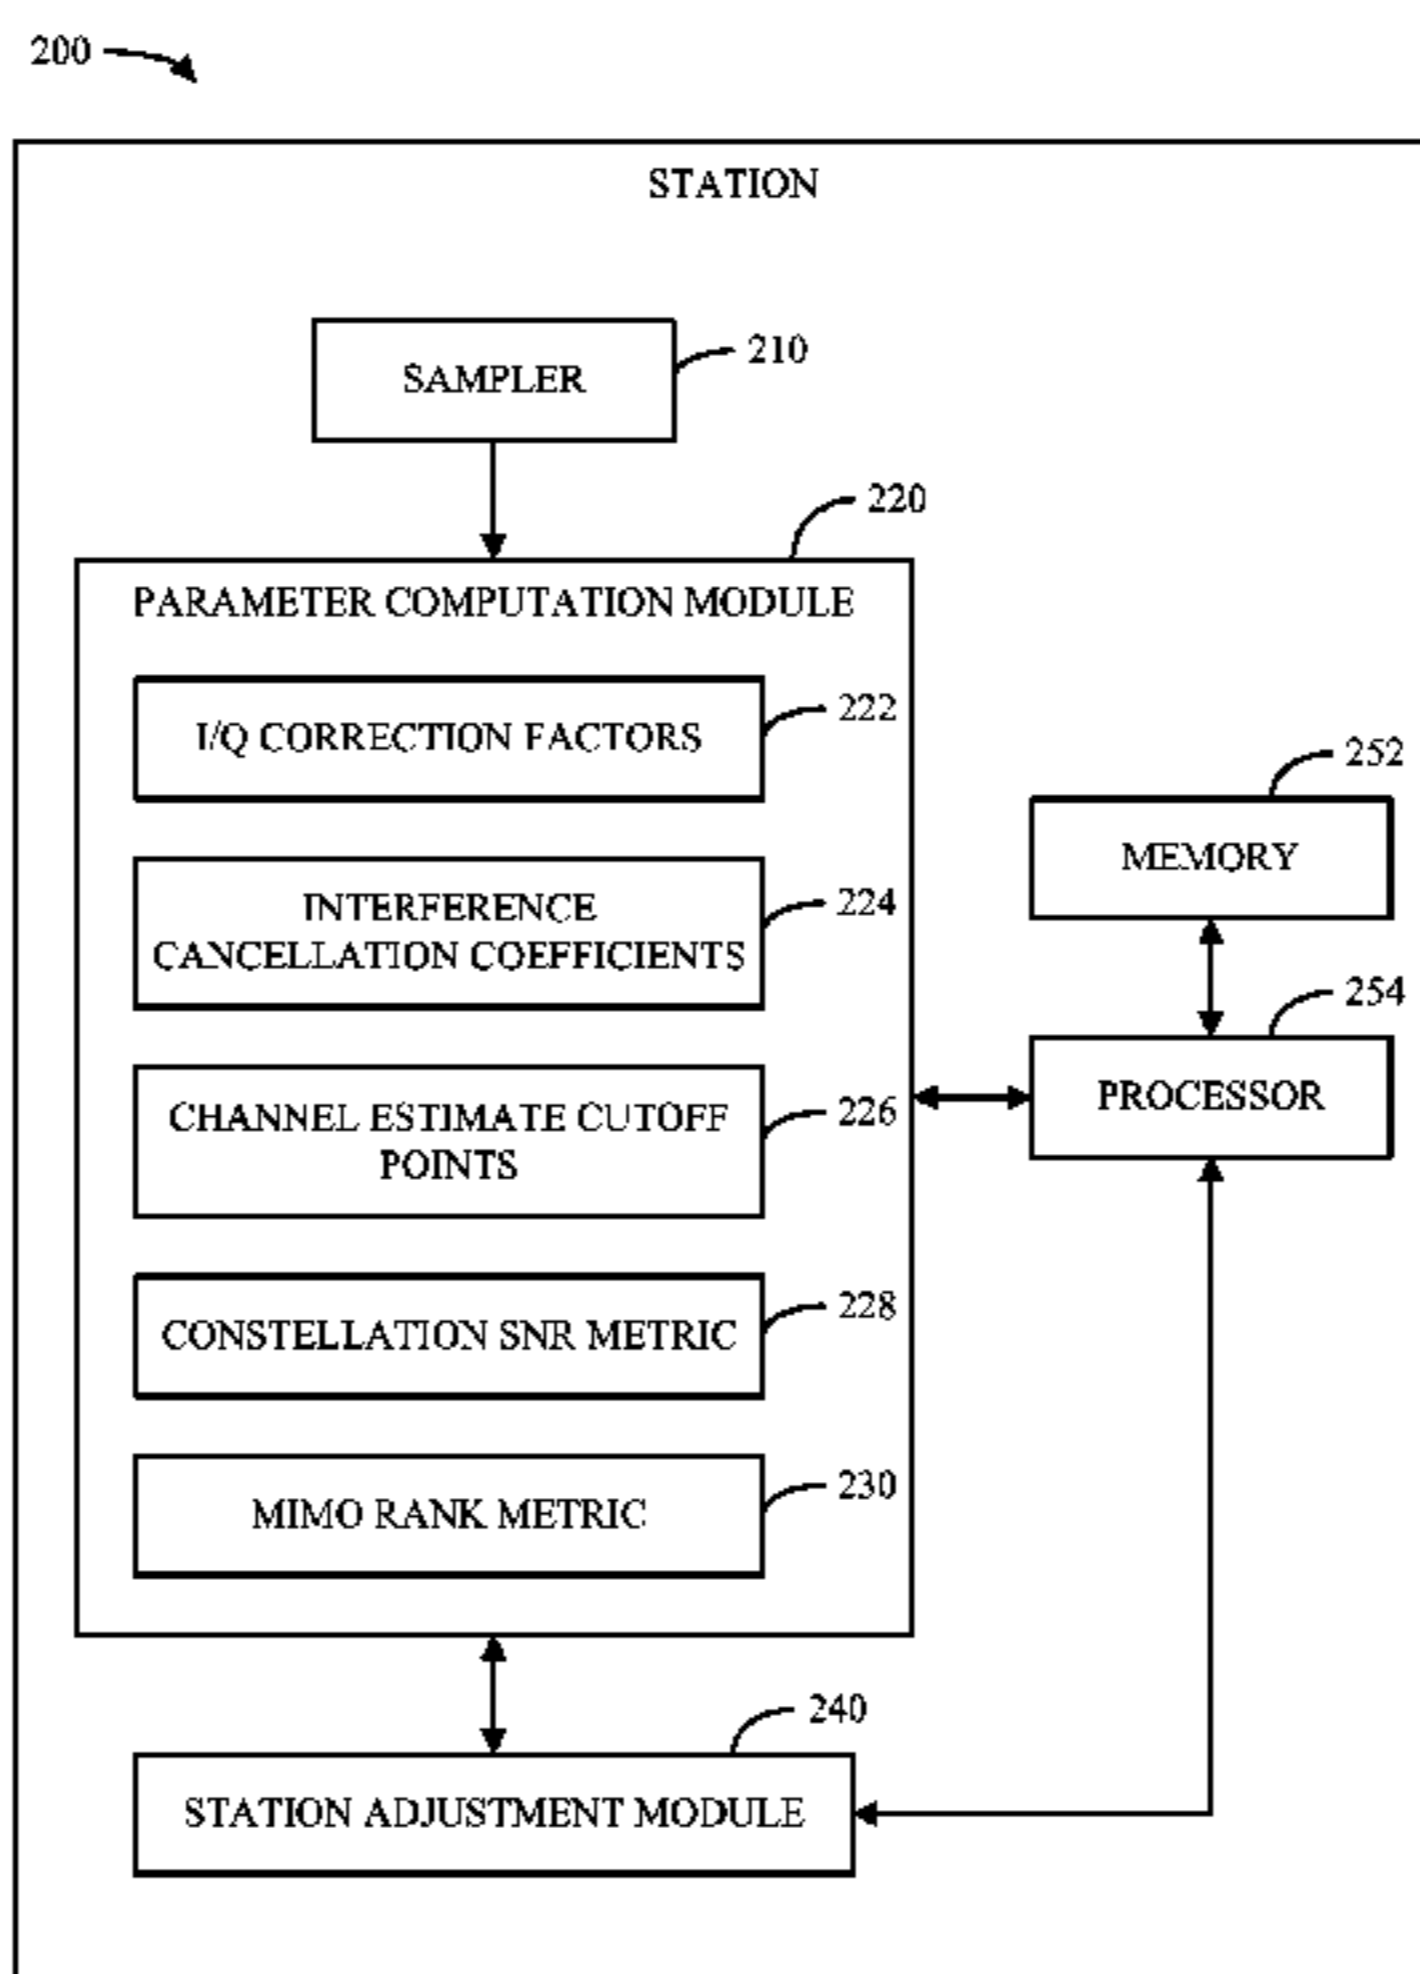 200
STATION
SAMPLER
210
220
PARAMETER COMPUTATION MODULE
I/Q CORRECTION FACTORS
222
INTERFERENCE
CANCELLATION COEFFICIENTS
224
CHANNEL ESTIMATE CUTOFF
POINTS
226
CONSTELLATION SNR METRIC
228
MIMO RANK METRIC
230
252
MEMORY
254
PROCESSOR
240
STATION ADJUSTMENT MODULE